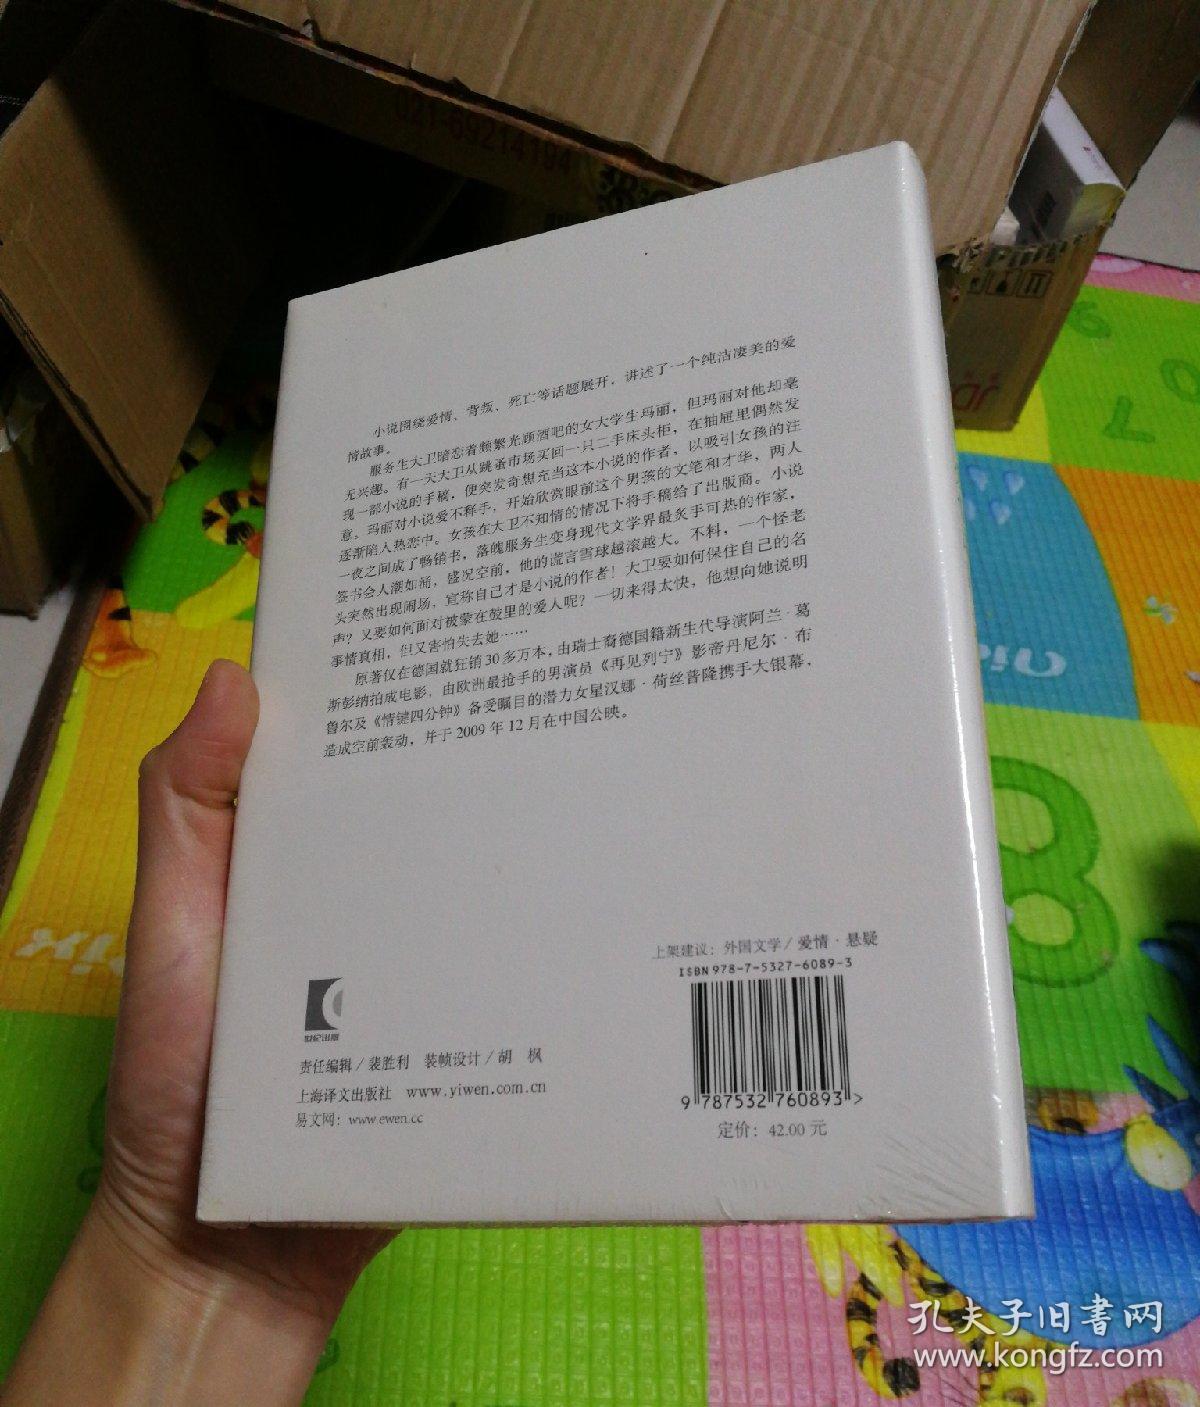 021-69214194
小说围绕爱情、背叛、死亡等话题展开，讲述了一个纯洁凄美的爱
情故事。
服务生大卫暗恋着频繁光顾酒吧的女大学生玛丽，但玛丽对他却毫
无兴趣。有一天大卫从跳蚤市场买回一只二手床头柜，在抽屉里偶然发
现一部小说的手稿，便突发奇想充当这本小说的作者，以吸引女孩的注
意。玛丽对小说爱不释手，开始欣赏眼前这个男孩的文笔和才华，两人
逐渐陷入热恋中。女孩在大卫不知情的情况下将手稿给了出版商。小说
一夜之间成了畅销书，落魄服务生变身现代文学界最炙手可热的作家，
签书会人潮如涌，盛况空前，他的谎言雪球越滚越大。不料，一个怪老
头突然出现闹场，宣称自己才是小说的作者！大卫要如何保住自己的名
声？又要如何面对被蒙在鼓里的爱人呢？一切来得太快，他想向她说明
事情真相，但又害怕失去她……
原著仅在德国就狂销30多万本，由瑞士裔德国籍新生代导演阿兰·葛
斯彭纳拍成电影，由欧洲最抢手的男演员《再见列宁》影帝丹尼尔·布
鲁尔及《情键四分钟》备受瞩目的潜力女星汉娜·荷丝普隆携手大银幕，
造成空前轰动，并于2009年12月在中国公映。
上架建议：外国文学/爱情·悬疑
ISBN 978-7-5327-6089-3
世纪出版
责任编辑/裴胜利 装帧设计/胡 枫
上海译文出版社 www.yiwen.com.cn
易文网：www.ewen.cc
9 787532 760893 >
定价：42.00 元
8
孔夫子旧书网
www.kongfz.com